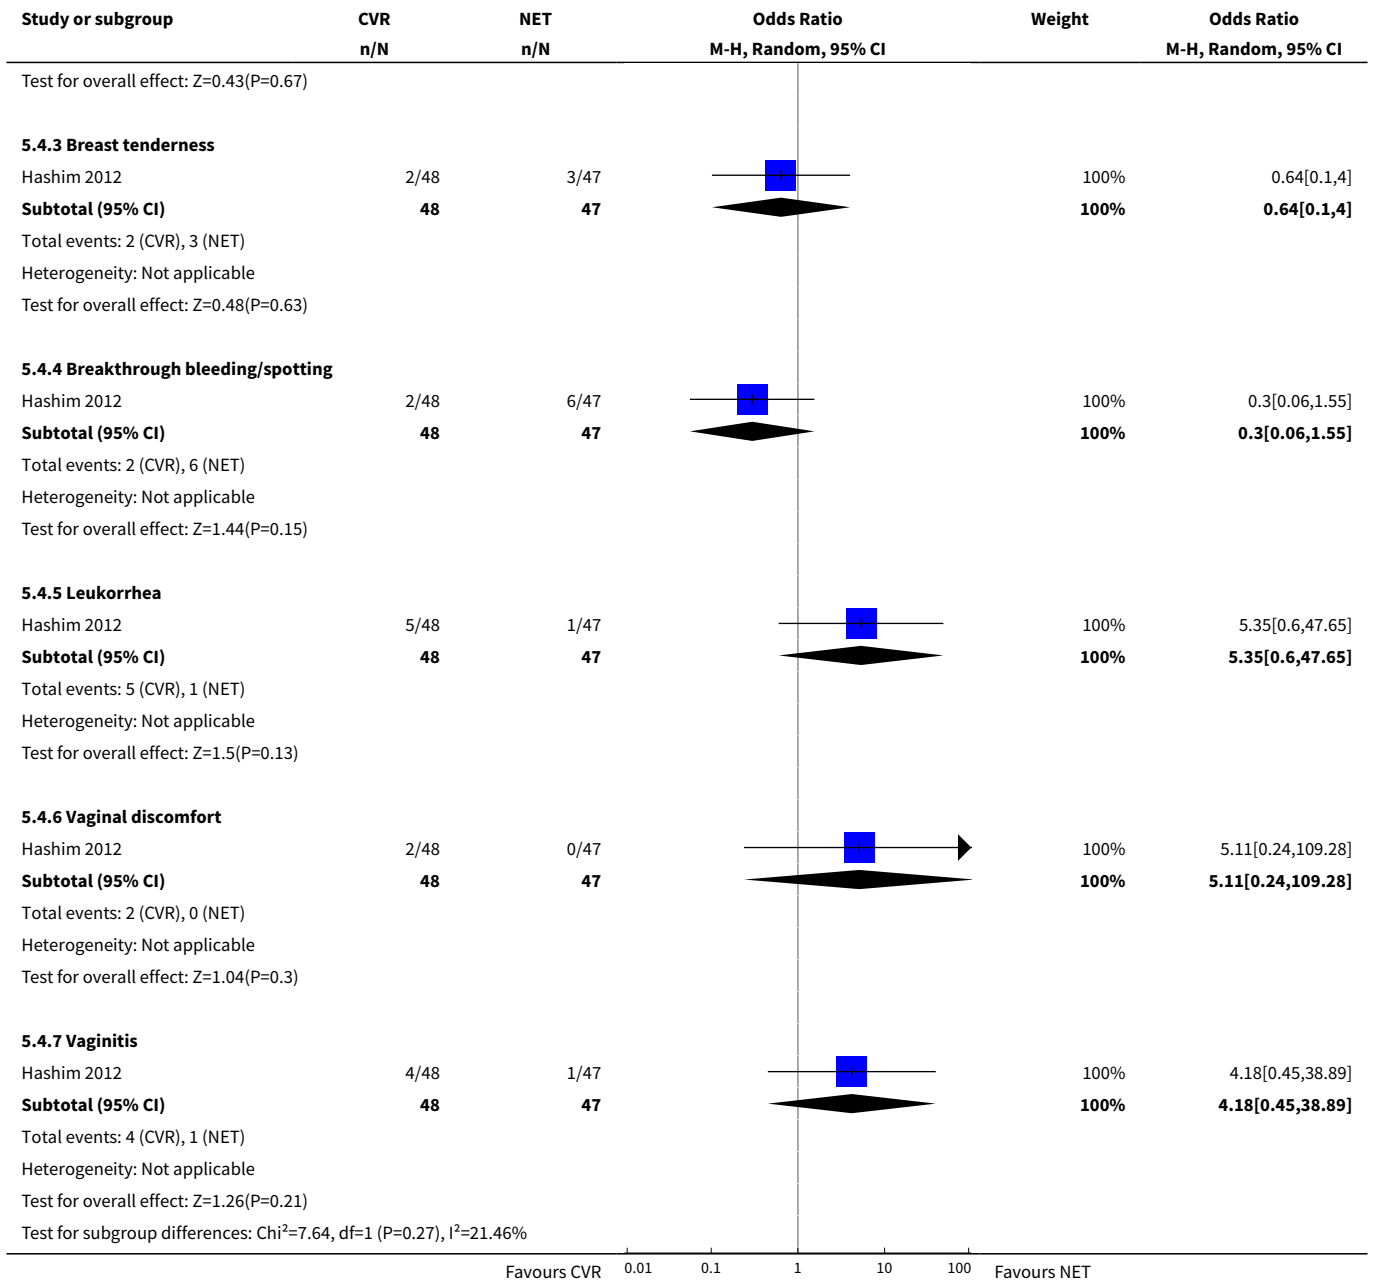 Study or subgroup CVR NET Odds Ratio Weight Odds Ratio
n/N n/N M-H, Random, 95% CI M-H, Random, 95% CI
Test for overall effect: Z=0.43(P=0.67)
5.4.3 Breast tenderness
Hashim 2012 2/48 3/47 100% 0.64[0.1,4]
Subtotal (95% CI) 48 47 100% 0.64[0.1,4]
Total events: 2 (CVR), 3 (NET)
Heterogeneity: Not applicable
Test for overall effect: Z=0.48(P=0.63)
5.4.4 Breakthrough bleeding/spotting
Hashim 2012 2/48 6/47 100% 0.3[0.06,1.55]
Subtotal (95% CI) 48 47 100% 0.3[0.06,1.55]
Total events: 2 (CVR), 6 (NET)
Heterogeneity: Not applicable
Test for overall effect: Z=1.44(P=0.15)
5.4.5 Leukorrhea
Hashim 2012 5/48 1/47 100% 5.35[0.6,47.65]
Subtotal (95% CI) 48 47 100% 5.35[0.6,47.65]
Total events: 5 (CVR), 1 (NET)
Heterogeneity: Not applicable
Test for overall effect: Z=1.5(P=0.13)
5.4.6 Vaginal discomfort
Hashim 2012 2/48 0/47 100% 5.11[0.24,109.28]
Subtotal (95% CI) 48 47 100% 5.11[0.24,109.28]
Total events: 2 (CVR), 0 (NET)
Heterogeneity: Not applicable
Test for overall effect: Z=1.04(P=0.3)
5.4.7 Vaginitis
Hashim 2012 4/48 1/47 100% 4.18[0.45,38.89]
Subtotal (95% CI) 48 47 100% 4.18[0.45,38.89]
Total events: 4 (CVR), 1 (NET)
Heterogeneity: Not applicable
Test for overall effect: Z=1.26(P=0.21)
Test for subgroup differences: Chi²=7.64, df=1 (P=0.27), I²=21.46%
Favours CVR 0.01 0.1 1 10 100 Favours NET